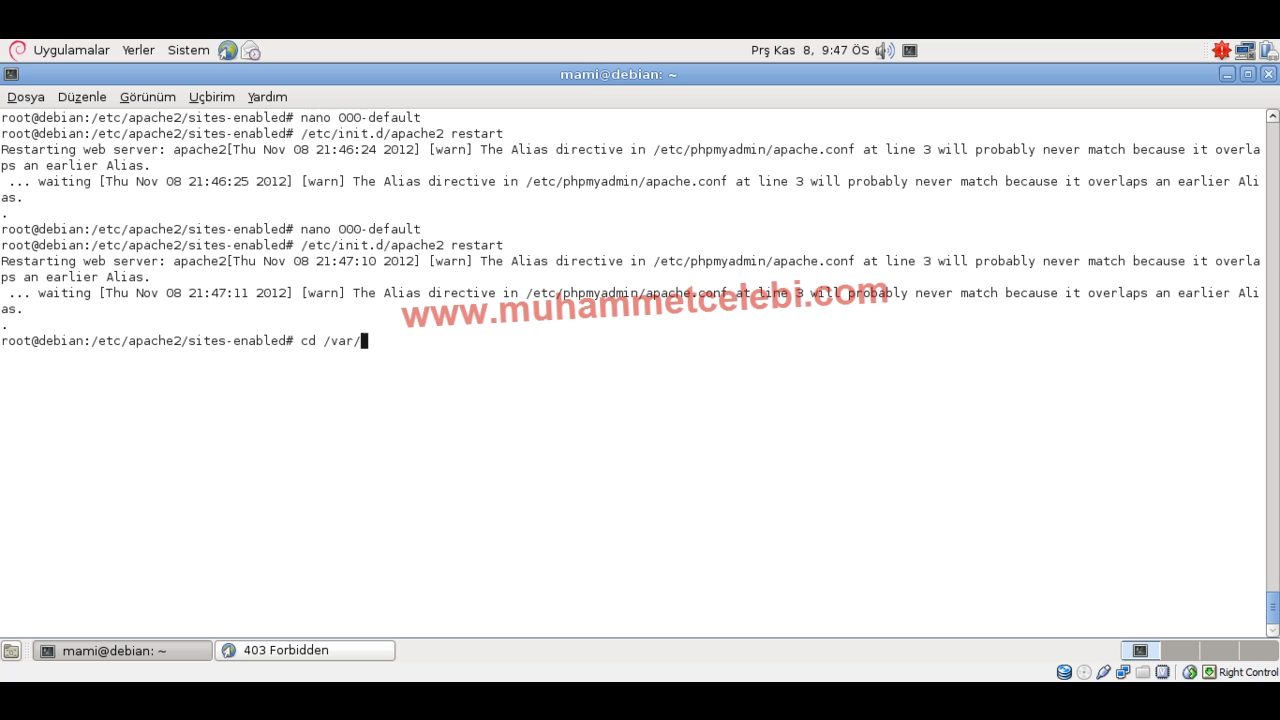 Uygulamalar Yerler Sistem Prş Kas 8, 9:47 ÖS
mami@debian: ~
Dosya Düzenle Görünüm Uçbirim Yardım
root@debian:/etc/apache2/sites-enabled# nano 000-default
root@debian:/etc/apache2/sites-enabled# /etc/init.d/apache2 restart
Restarting web server: apache2[Thu Nov 08 21:46:24 2012] [warn] The Alias directive in /etc/phpmyadmin/apache.conf at line 3 will probably never match because it overla
ps an earlier Alias.
... waiting [Thu Nov 08 21:46:25 2012] [warn] The Alias directive in /etc/phpmyadmin/apache.conf at line 3 will probably never match because it overlaps an earlier Ali
as.
.
root@debian:/etc/apache2/sites-enabled# nano 000-default
root@debian:/etc/apache2/sites-enabled# /etc/init.d/apache2 restart
Restarting web server: apache2[Thu Nov 08 21:47:10 2012] [warn] The Alias directive in /etc/phpmyadmin/apache.conf at line 3 will probably never match because it overla
ps an earlier Alias.
... waiting [Thu Nov 08 21:47:11 2012] [warn] The Alias directive in /etc/phpmyadmin/apache.conf at line 3 will probably never match because it overlaps an earlier Ali
as.
www.muhammetcelebi.com
.
root@debian:/etc/apache2/sites-enabled# cd /var/
mami@debian: ~ 403 Forbidden
Right Control